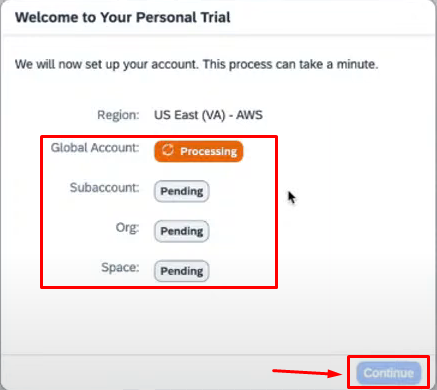 Welcome to Your Personal Trial
We will now set up your account. This process can take a minute.
Region: US East (VA) - AWS
Global Account: Processing
Subaccount: Pending
Org: Pending
Space: Pending
Continue